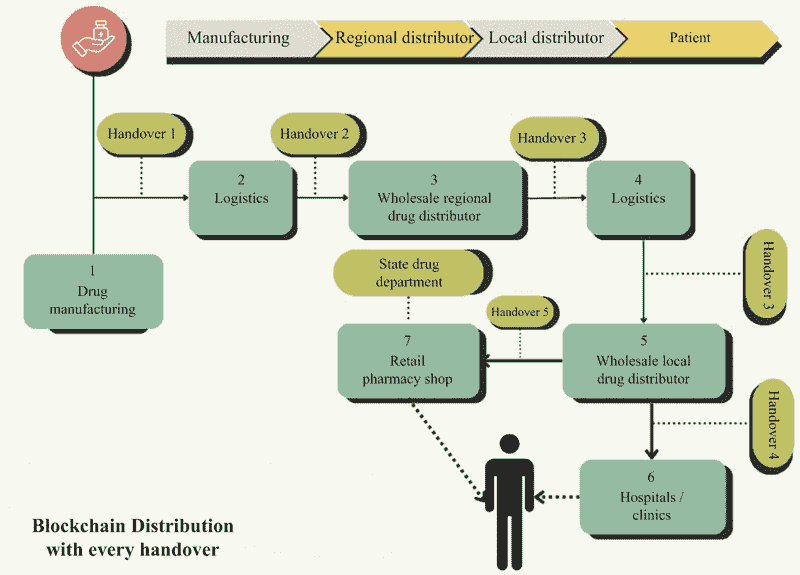 Manufacturing
Regional distributor
Local distributor
Patient
Handover 1
Handover 2
Handover 3
2
Logistics
3
Wholesale regional
drug distributor
4
Logistics
1
Drug
manufacturing
State drug
department
Handover 3
Handover 5
7
Retail
pharmacy shop
5
Wholesale local
drug distributor
Handover 4
6
Hospitals /
clinics
Blockchain Distribution
with every handover